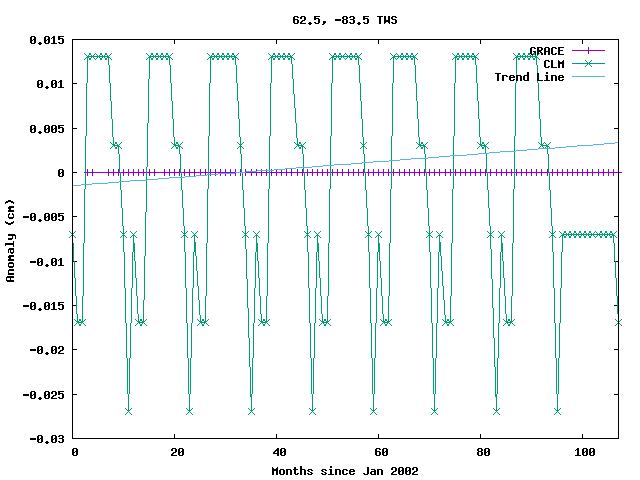 62.5, -83.5 TWS
0.015
0.01
0.005
0
-0.005
-0.01
-0.015
-0.02
-0.025
-0.03
Anomaly (cm)
GRACE
CLM
Trend Line
0 20 40 60 80 100
Months since Jan 2002